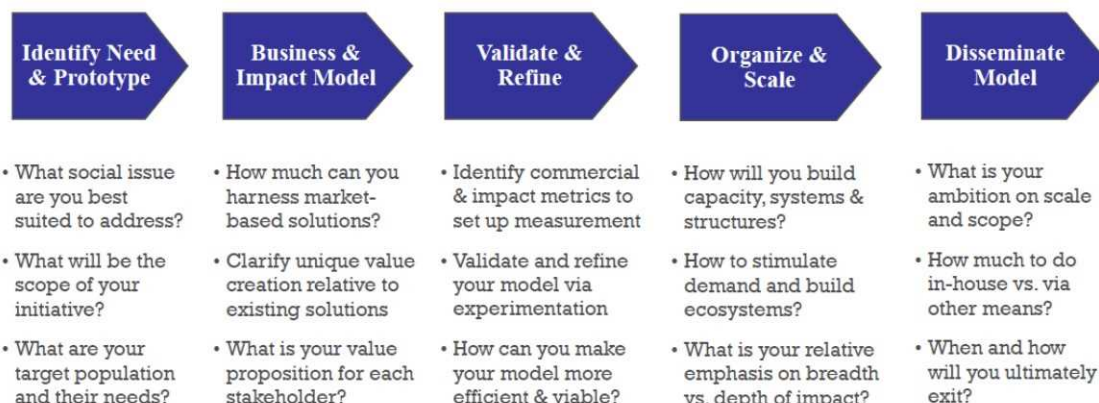 Identify Need
& Prototype
Business &
Impact Model
Validate &
Refine
Organize &
Scale
Disseminate
Model
• What social issue
are you best
suited to address?
• What will be the
scope of your
initiative?
• What are your
target population
and their needs?
• How much can you
harness market-
based solutions?
• Clarify unique value
creation relative to
existing solutions
• What is your value
proposition for each
stakeholder?
• Identify commercial
& impact metrics to
set up measurement
• Validate and refine
your model via
experimentation
• How can you make
your model more
efficient & viable?
• How will you build
capacity, systems &
structures?
• How to stimulate
demand and build
ecosystems?
• What is your relative
emphasis on breadth
vs. depth of impact?
• What is your
ambition on scale
and scope?
• How much to do
in-house vs. via
other means?
• When and how
will you ultimately
exit?